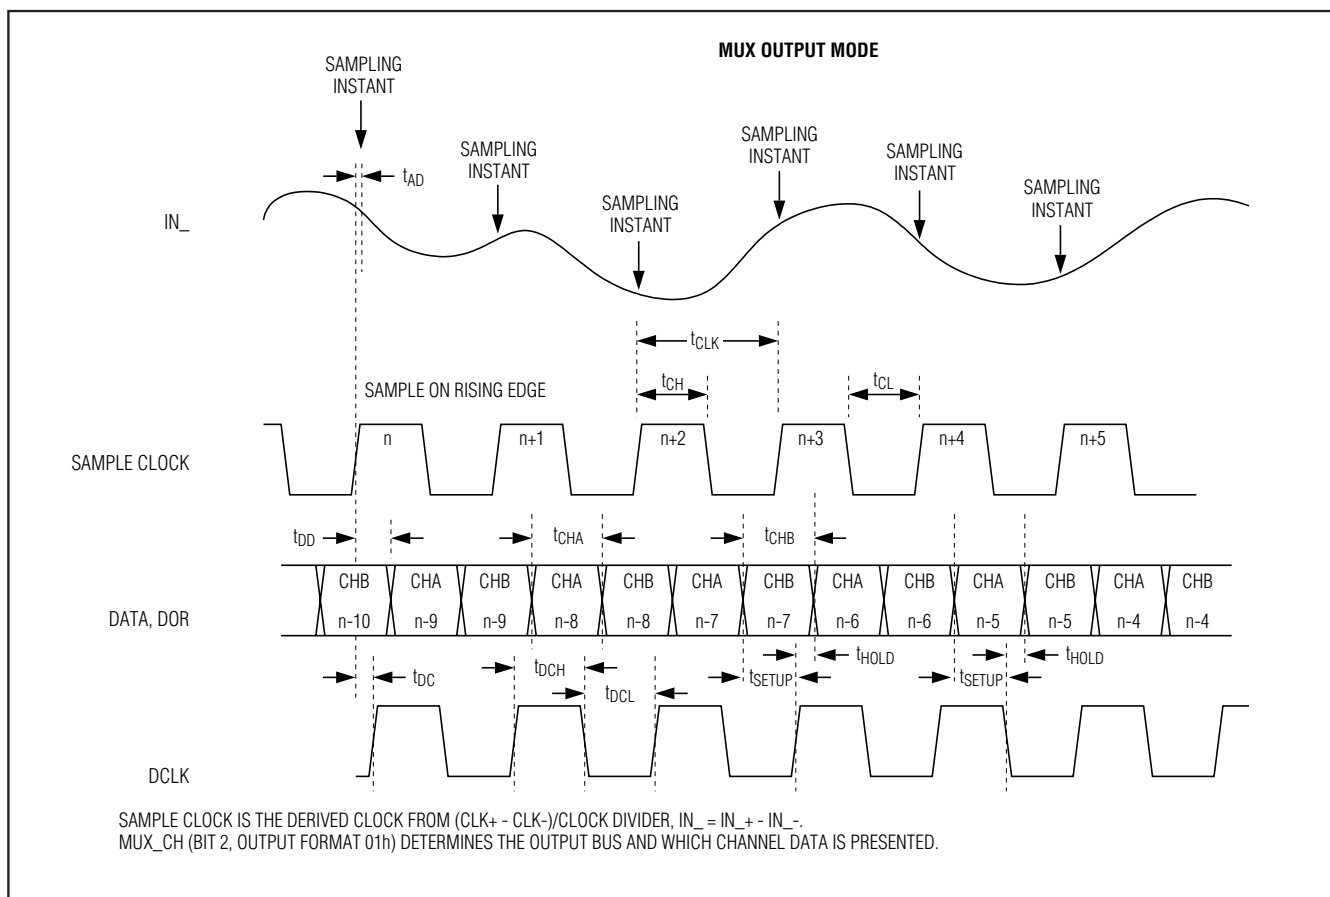 MUX OUTPUT MODE
SAMPLING
INSTANT
SAMPLING
INSTANT
SAMPLING
INSTANT
SAMPLING
INSTANT
SAMPLING
INSTANT
SAMPLING
INSTANT
tAD
IN_
tCLK
tCH
tCL
SAMPLE ON RISING EDGE
SAMPLE CLOCK
n n+1 n+2 n+3 n+4 n+5
tDD tCHA tCHB
DATA, DOR
CHB CHA CHB CHA CHB CHA CHB CHA CHB CHA CHB CHA CHB
n-10 n-9 n-9 n-8 n-8 n-7 n-7 n-6 n-6 n-5 n-5 n-4 n-4
tDC tDCH tDCL tSETUP tHOLD tSETUP tHOLD
DCLK
SAMPLE CLOCK IS THE DERIVED CLOCK FROM (CLK+ - CLK-)/CLOCK DIVIDER, IN_ = IN_+ - IN_-.
MUX_CH (BIT 2, OUTPUT FORMAT 01h) DETERMINES THE OUTPUT BUS AND WHICH CHANNEL DATA IS PRESENTED.